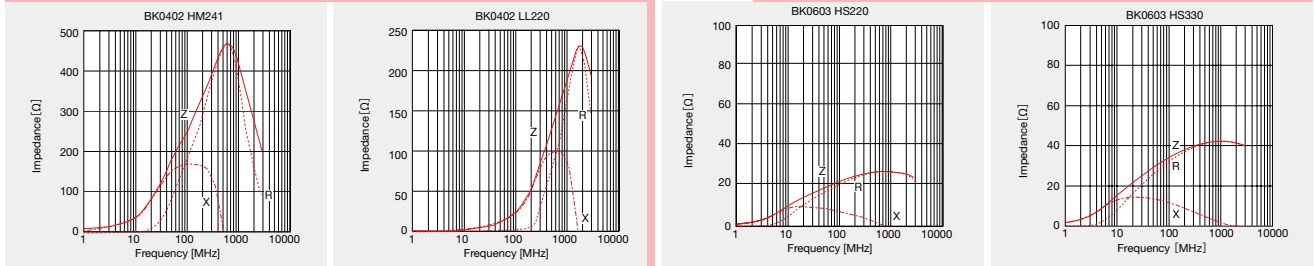 BK0402 HM241
Impedance [Ω]
500
400
300
200
100
0
Z
X
R
1 10 100 1000 10000
Frequency [MHz]
BK0402 LL220
Impedance [Ω]
250
200
150
100
50
0
Z
R
X
1 10 100 1000 10000
Frequency [MHz]
BK0603 HS220
Impedance [Ω]
100
80
60
40
20
0
Z
R
X
1 10 100 1000 10000
Frequency [MHz]
BK0603 HS330
Impedance [Ω]
100
80
60
40
20
0
Z
R
X
1 10 100 1000 10000
Frequency [MHz]